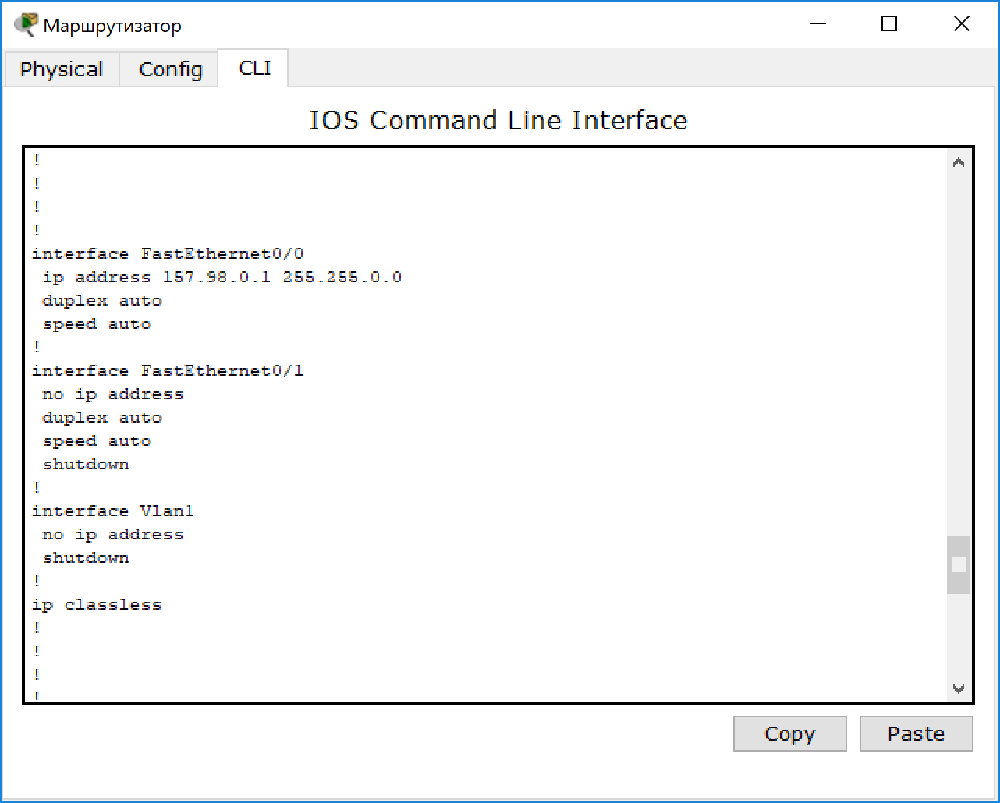 Маршрутизатор
Physical Config CLI
IOS Command Line Interface
!
!
!
!
interface FastEthernet0/0
 ip address 157.98.0.1 255.255.0.0
 duplex auto
 speed auto
!
interface FastEthernet0/1
 no ip address
 duplex auto
 speed auto
 shutdown
!
interface Vlan1
 no ip address
 shutdown
!
ip classless
!
!
!
!
Copy Paste